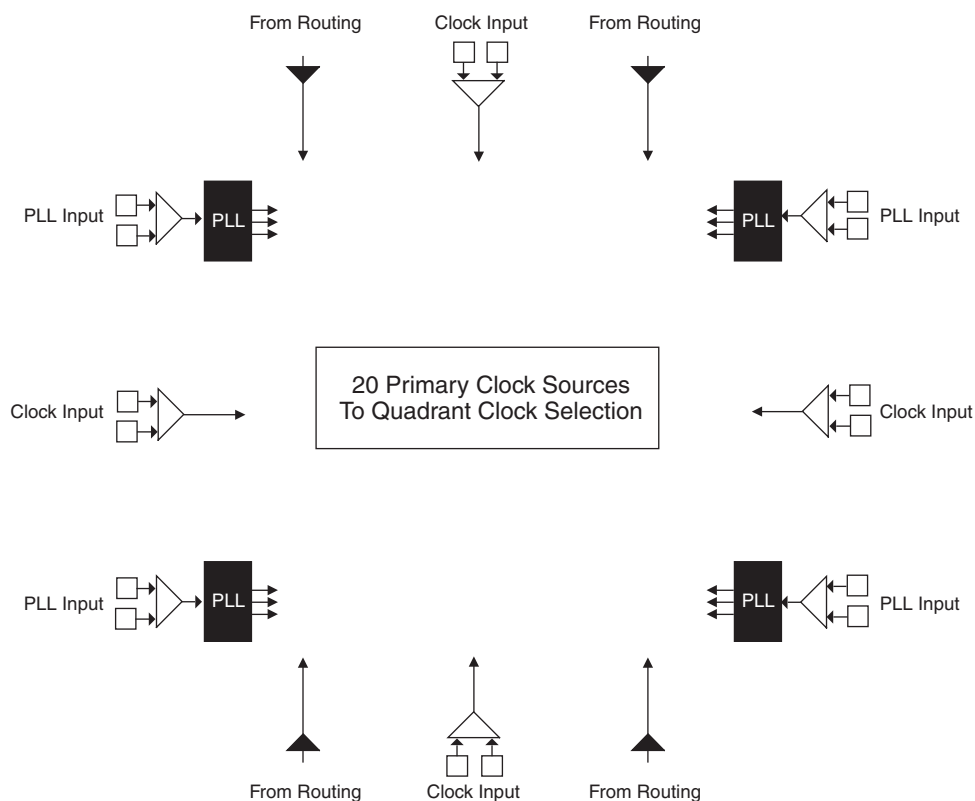 From Routing
Clock Input
From Routing
PLL Input
PLL
PLL
PLL Input
Clock Input
20 Primary Clock Sources
To Quadrant Clock Selection
Clock Input
PLL Input
PLL
PLL
PLL Input
From Routing
Clock Input
From Routing